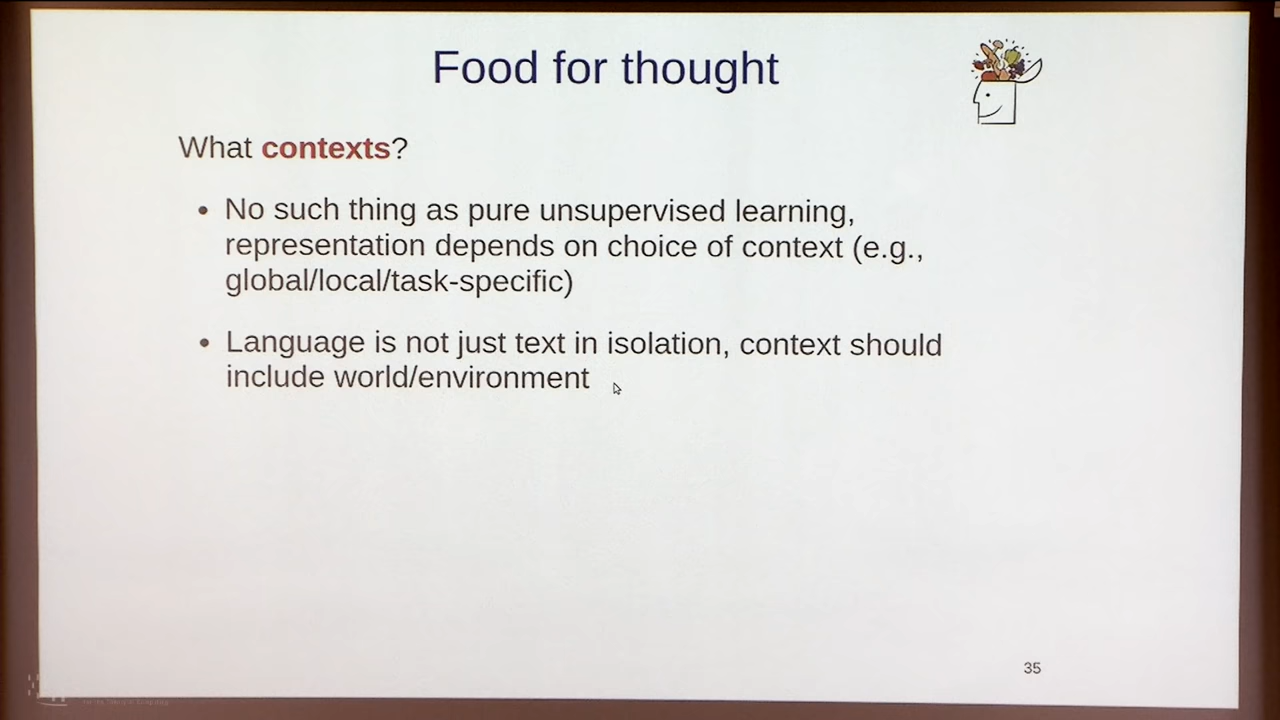 Food for thought
What contexts?
• No such thing as pure unsupervised learning,
representation depends on choice of context (e.g.,
global/local/task-specific)
• Language is not just text in isolation, context should
include world/environment
35